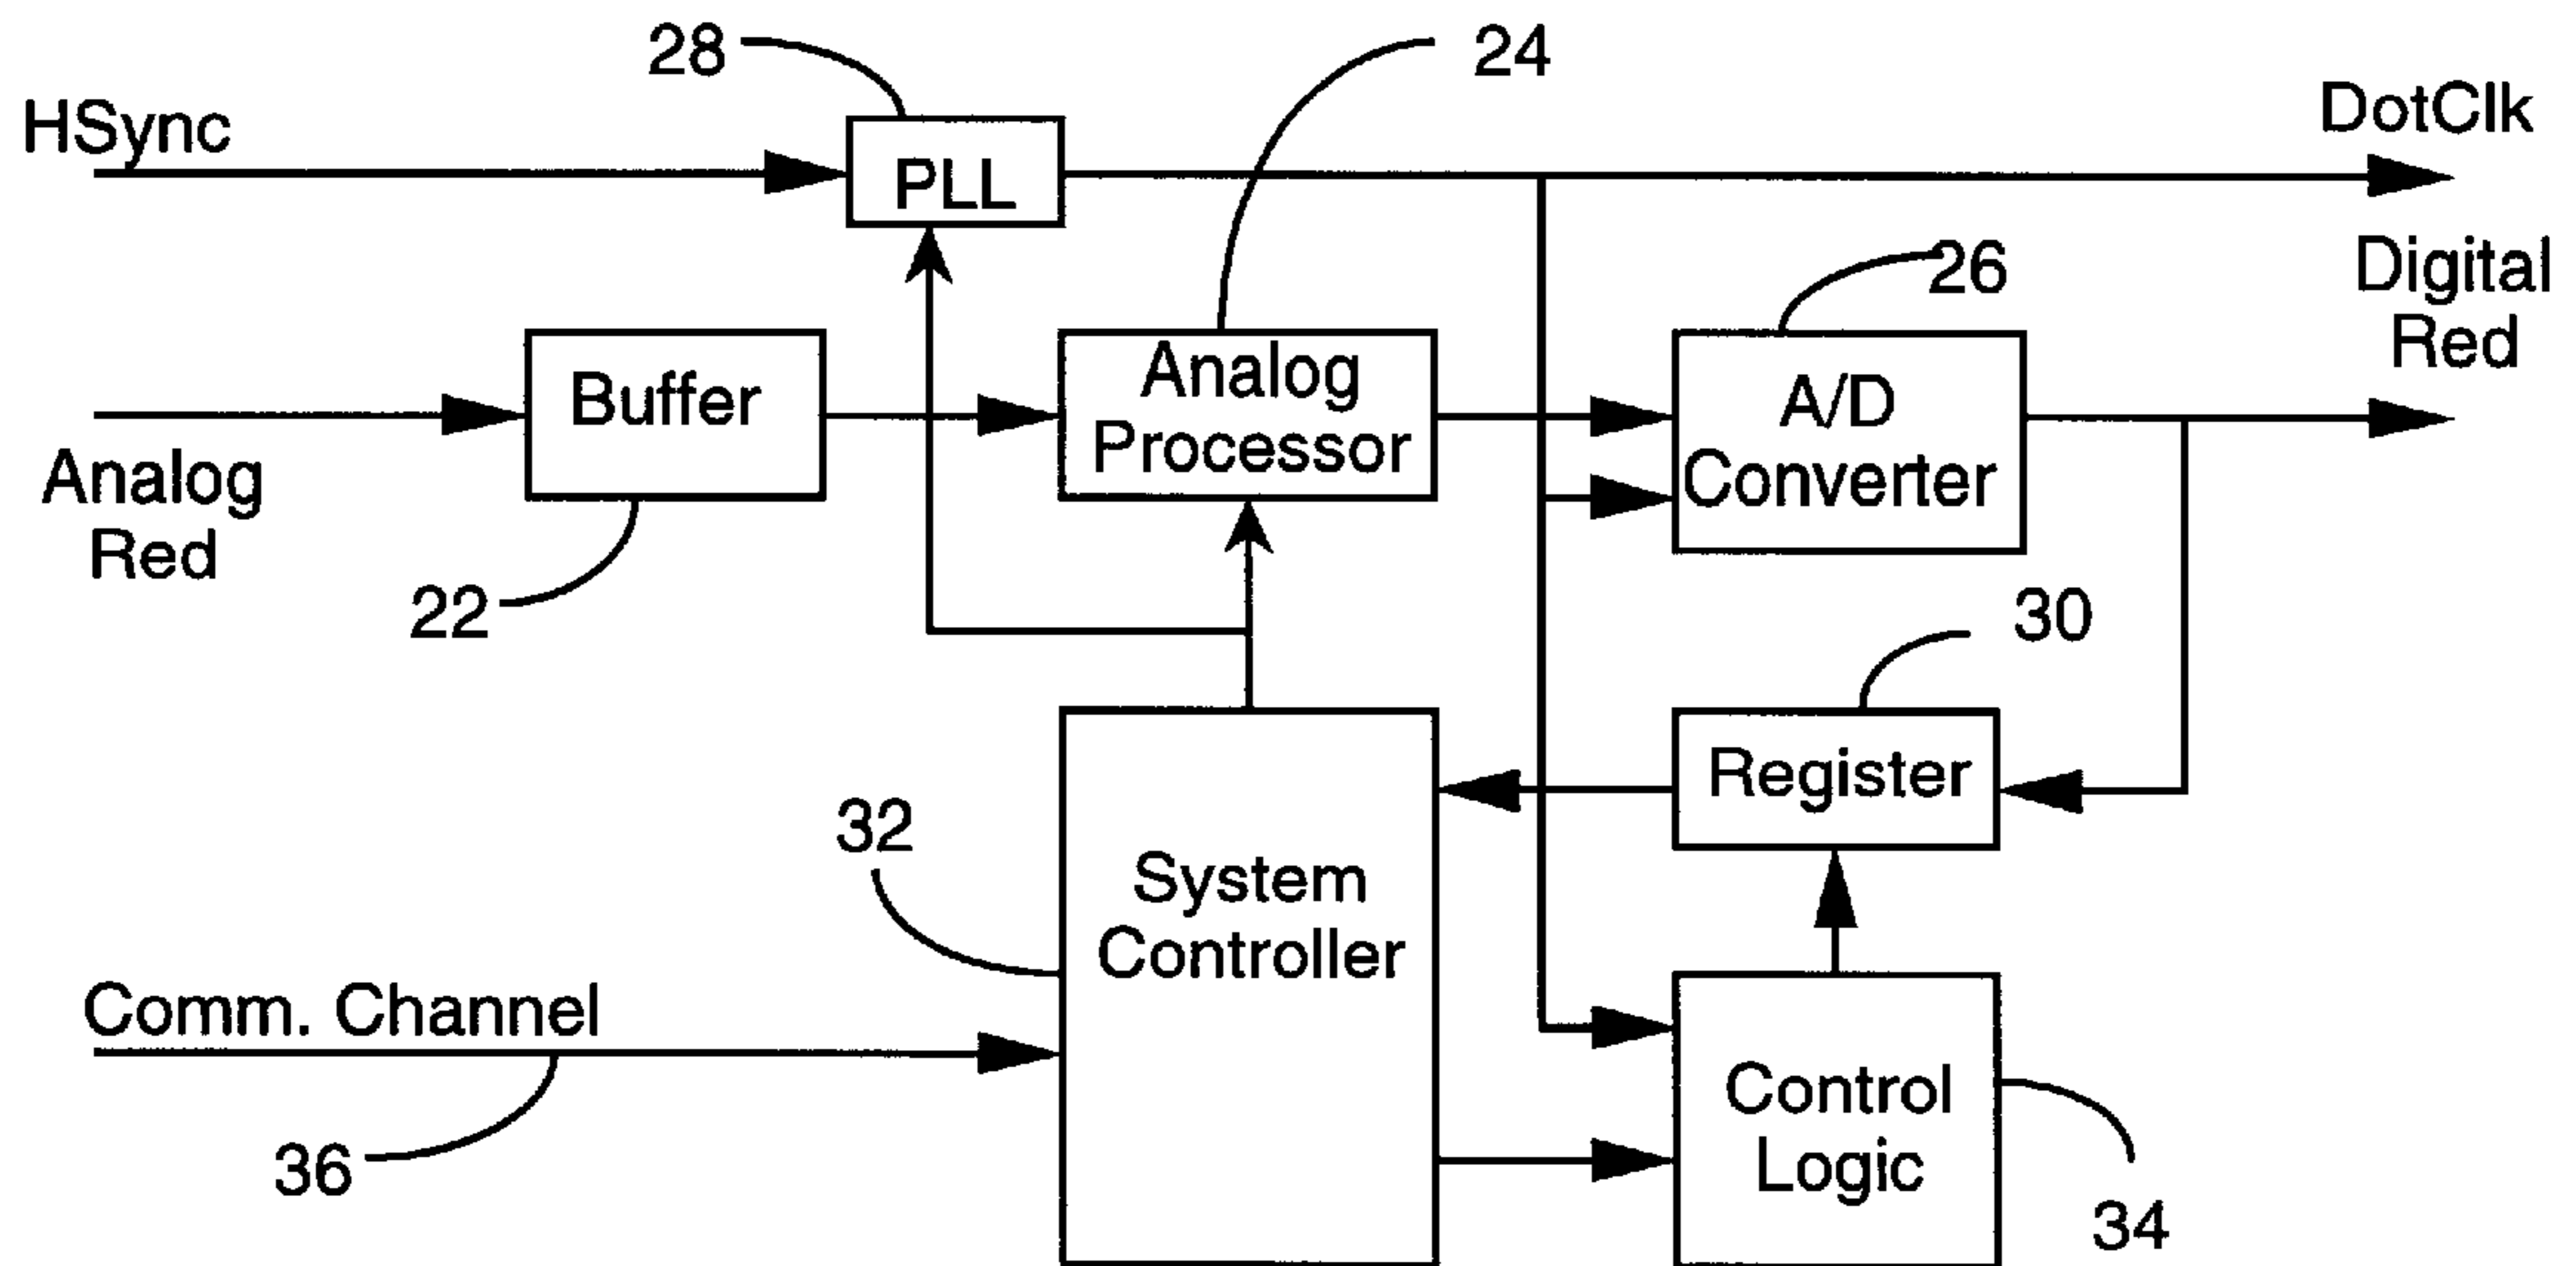 28
24
HSync
DotClk
PLL
Digital
Red
26
Buffer
Analog
Processor
A/D
Converter
Analog
Red
22
30
Register
32
System
Controller
Comm. Channel
Control
Logic
36
34